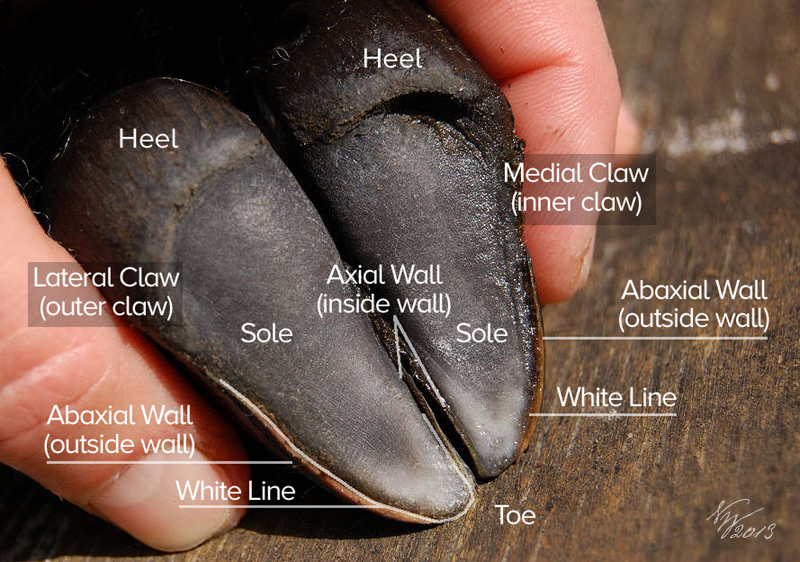 Heel
Heel
Medial Claw
(inner claw)
Lateral Claw
(outer claw)
Axial Wall
(inside wall)
Abaxial Wall
(outside wall)
Sole
Sole
White Line
Abaxial Wall
(outside wall)
White Line
Toe
2013